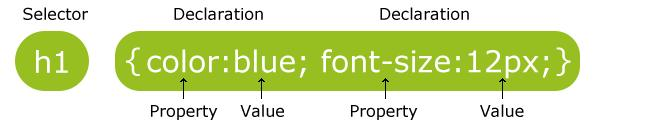 Selector Declaration Declaration
h1 {color:blue; font-size:12px;}
Property Value Property Value